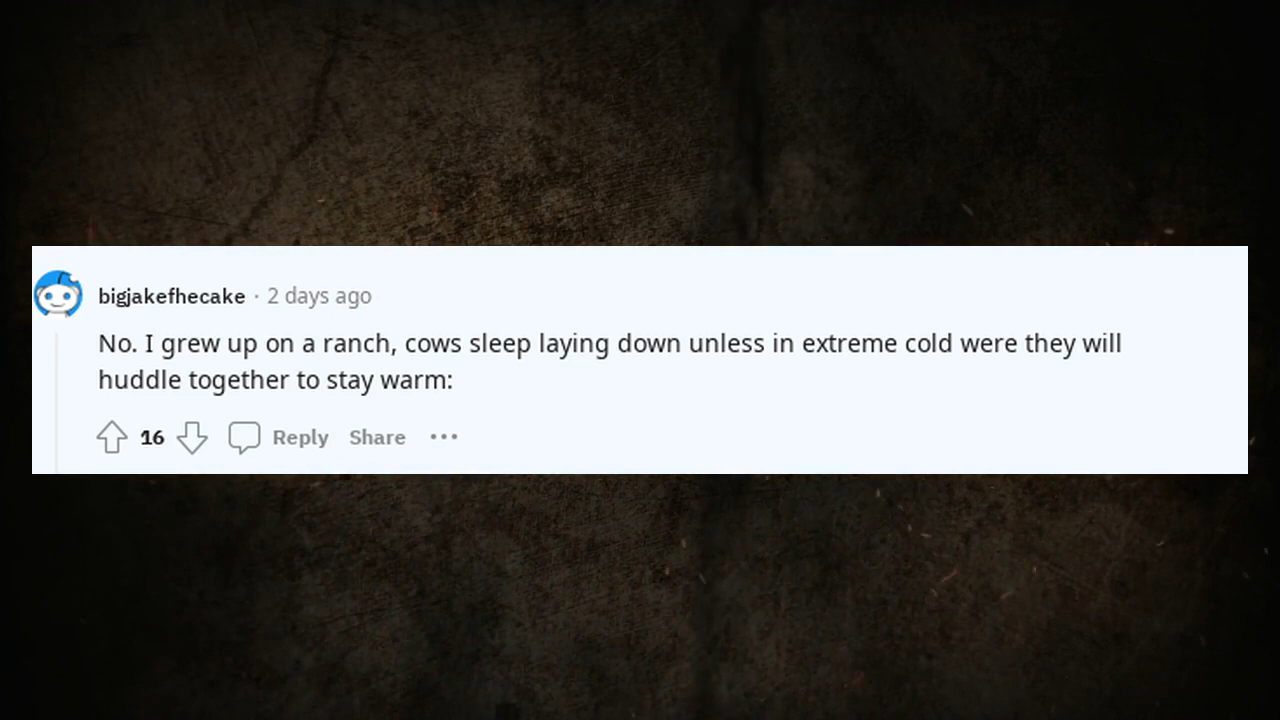 bigjakefhecake · 2 days ago
No. I grew up on a ranch, cows sleep laying down unless in extreme cold were they will
huddle together to stay warm:
16 Reply Share